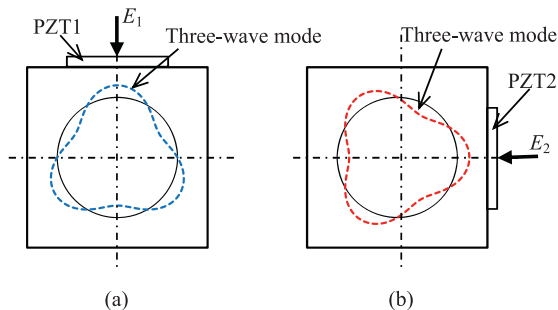 PZT1
E1
Three-wave mode
Three-wave mode
PZT2
E2
(a)
(b)